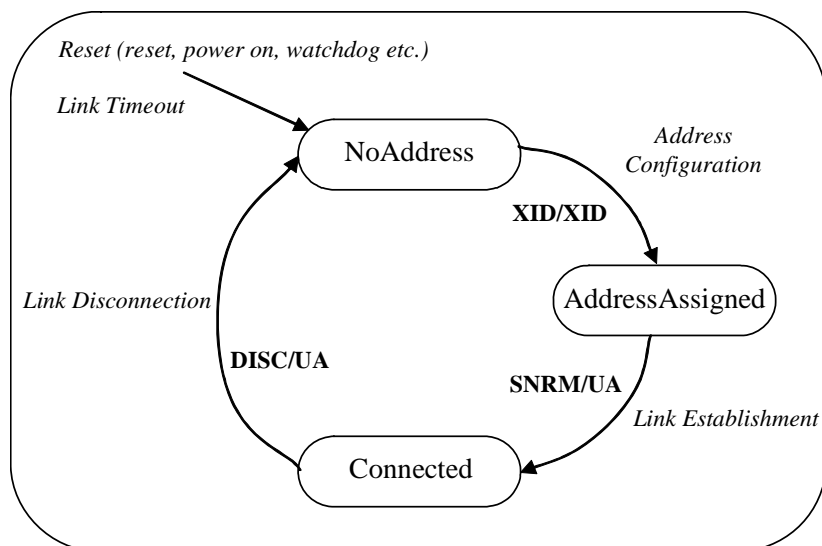 Reset (reset, power on, watchdog etc.)
Link Timeout
NoAddress
Address
Configuration
XID/XID
AddressAssigned
Link Disconnection
DISC/UA
SNRM/UA
Link Establishment
Connected